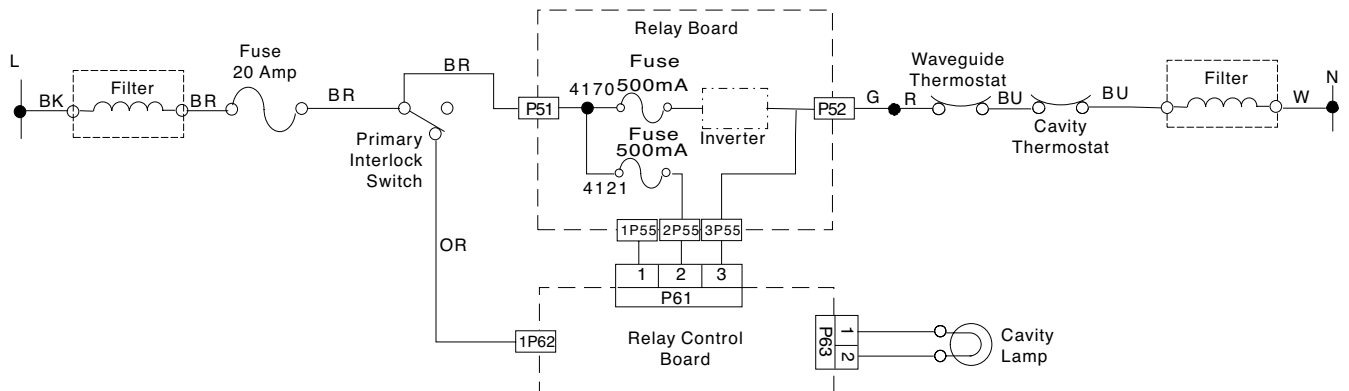 Relay Board
L
Fuse
20 Amp
Filter
BK
BR
BR
BR
Primary
Interlock
Switch
OR
P51
4170
Fuse
500mA
Inverter
Fuse
500mA
4121
P52
G
R
Waveguide
Thermostat
BU
Cavity
Thermostat
BU
Filter
W
N
1P55
2P55
3P55
1
2
3
P61
1P62
Relay Control
Board
P63
1
2
Cavity
Lamp